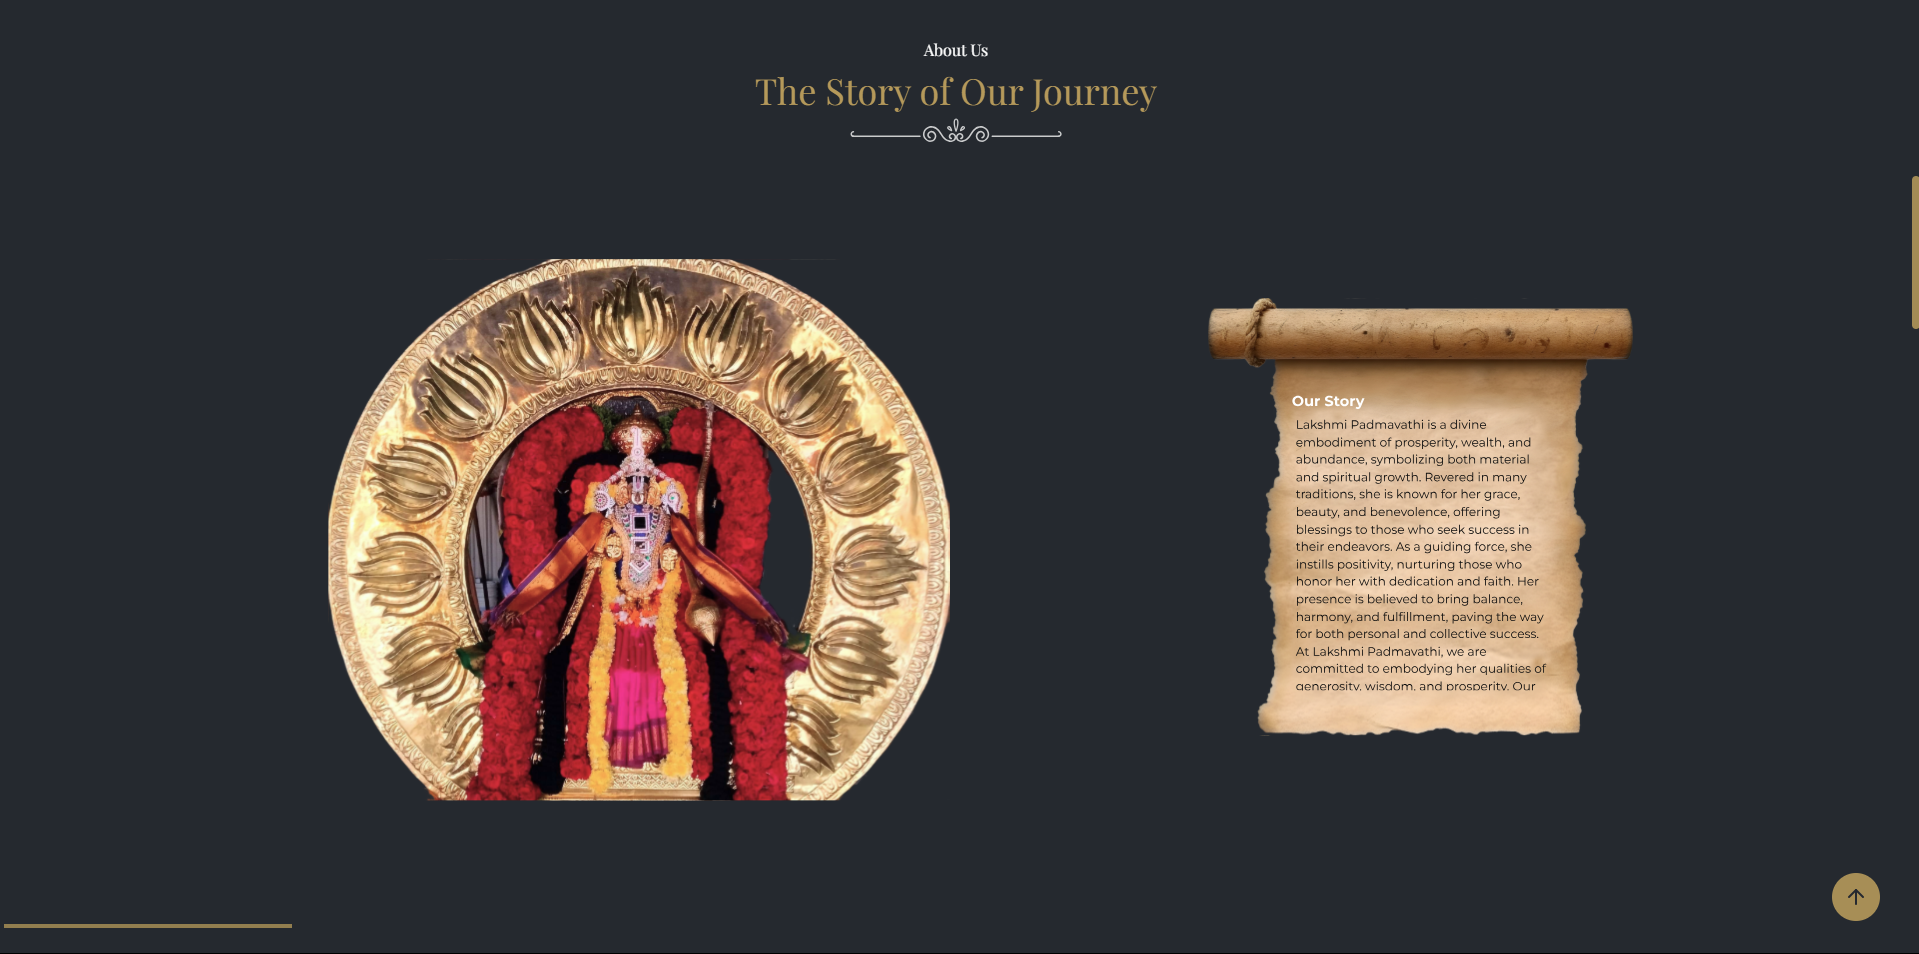 About Us
The Story of Our Journey
Our Story
Lakshmi Padmavathi is a divine
embodiment of prosperity, wealth, and
abundance, symbolizing both material
and spiritual growth. Revered in many
traditions, she is known for her grace,
beauty, and benevolence, offering
blessings to those who seek success in
their endeavors. As a guiding force, she
instills positivity, nurturing those who
honor her with dedication and faith. Her
presence is believed to bring balance,
harmony, and fulfillment, paving the way
for both personal and collective success.
At Lakshmi Padmavathi, we are
committed to embodying her qualities of
generosity, wisdom, and prosperity. Our